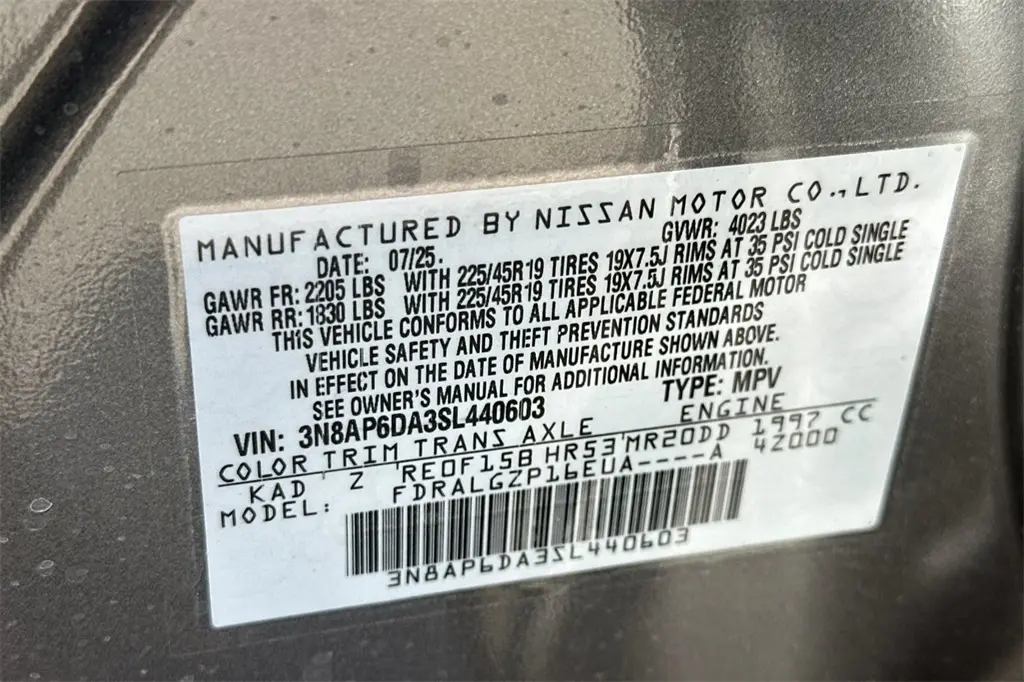 MANUFACTURED BY NISSAN MOTOR CO.,LTD.
DATE: 07/25. GVWR: 4023 LBS
GAWR FR: 2205 LBS WITH 225/45R19 TIRES 19X7.5J RIMS AT 35 PSI COLD SINGLE
GAWR RR: 1830 LBS WITH 225/45R19 TIRES 19X7.5J RIMS AT 35 PSI COLD SINGLE
THIS VEHICLE CONFORMS TO ALL APPLICABLE FEDERAL MOTOR
VEHICLE SAFETY AND THEFT PREVENTION STANDARDS
IN EFFECT ON THE DATE OF MANUFACTURE SHOWN ABOVE.
SEE OWNER'S MANUAL FOR ADDITIONAL INFORMATION.
VIN: 3N8AP6DA3SL440603 TYPE: MPV
COLOR TRIM TRANS AXLE ENGINE
KAD Z RE0F15B HR53 MR20DD 1997 CC
MODEL: FDRALGZP16EUA----A 42000
3N8AP6DA3SL440603